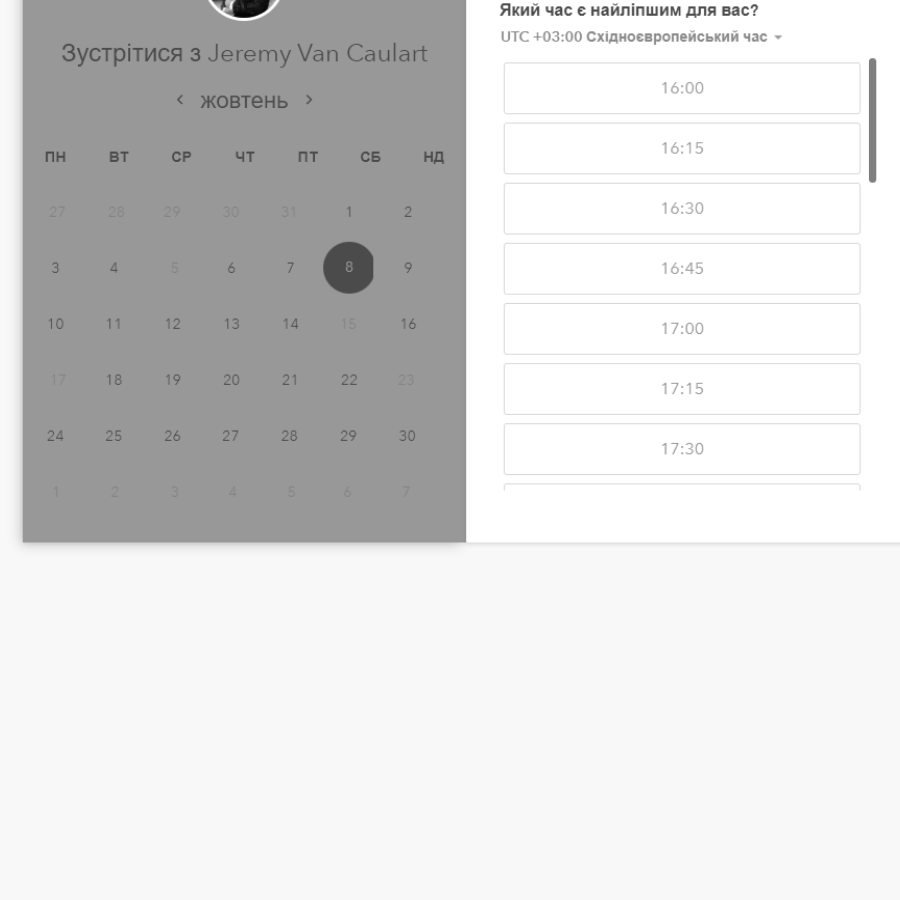 Зустрітися з Jeremy Van Caulart
жовтень
ПН ВТ СР ЧТ ПТ СБ НД
27 28 29 30 31 1 2
3 4 5 6 7 8 9
10 11 12 13 14 15 16
17 18 19 20 21 22 23
24 25 26 27 28 29 30
1 2 3 4 5 6 7
Який час є найліпшим для вас?
UTC +03:00 Східноєвропейський час
16:00
16:15
16:30
16:45
17:00
17:15
17:30